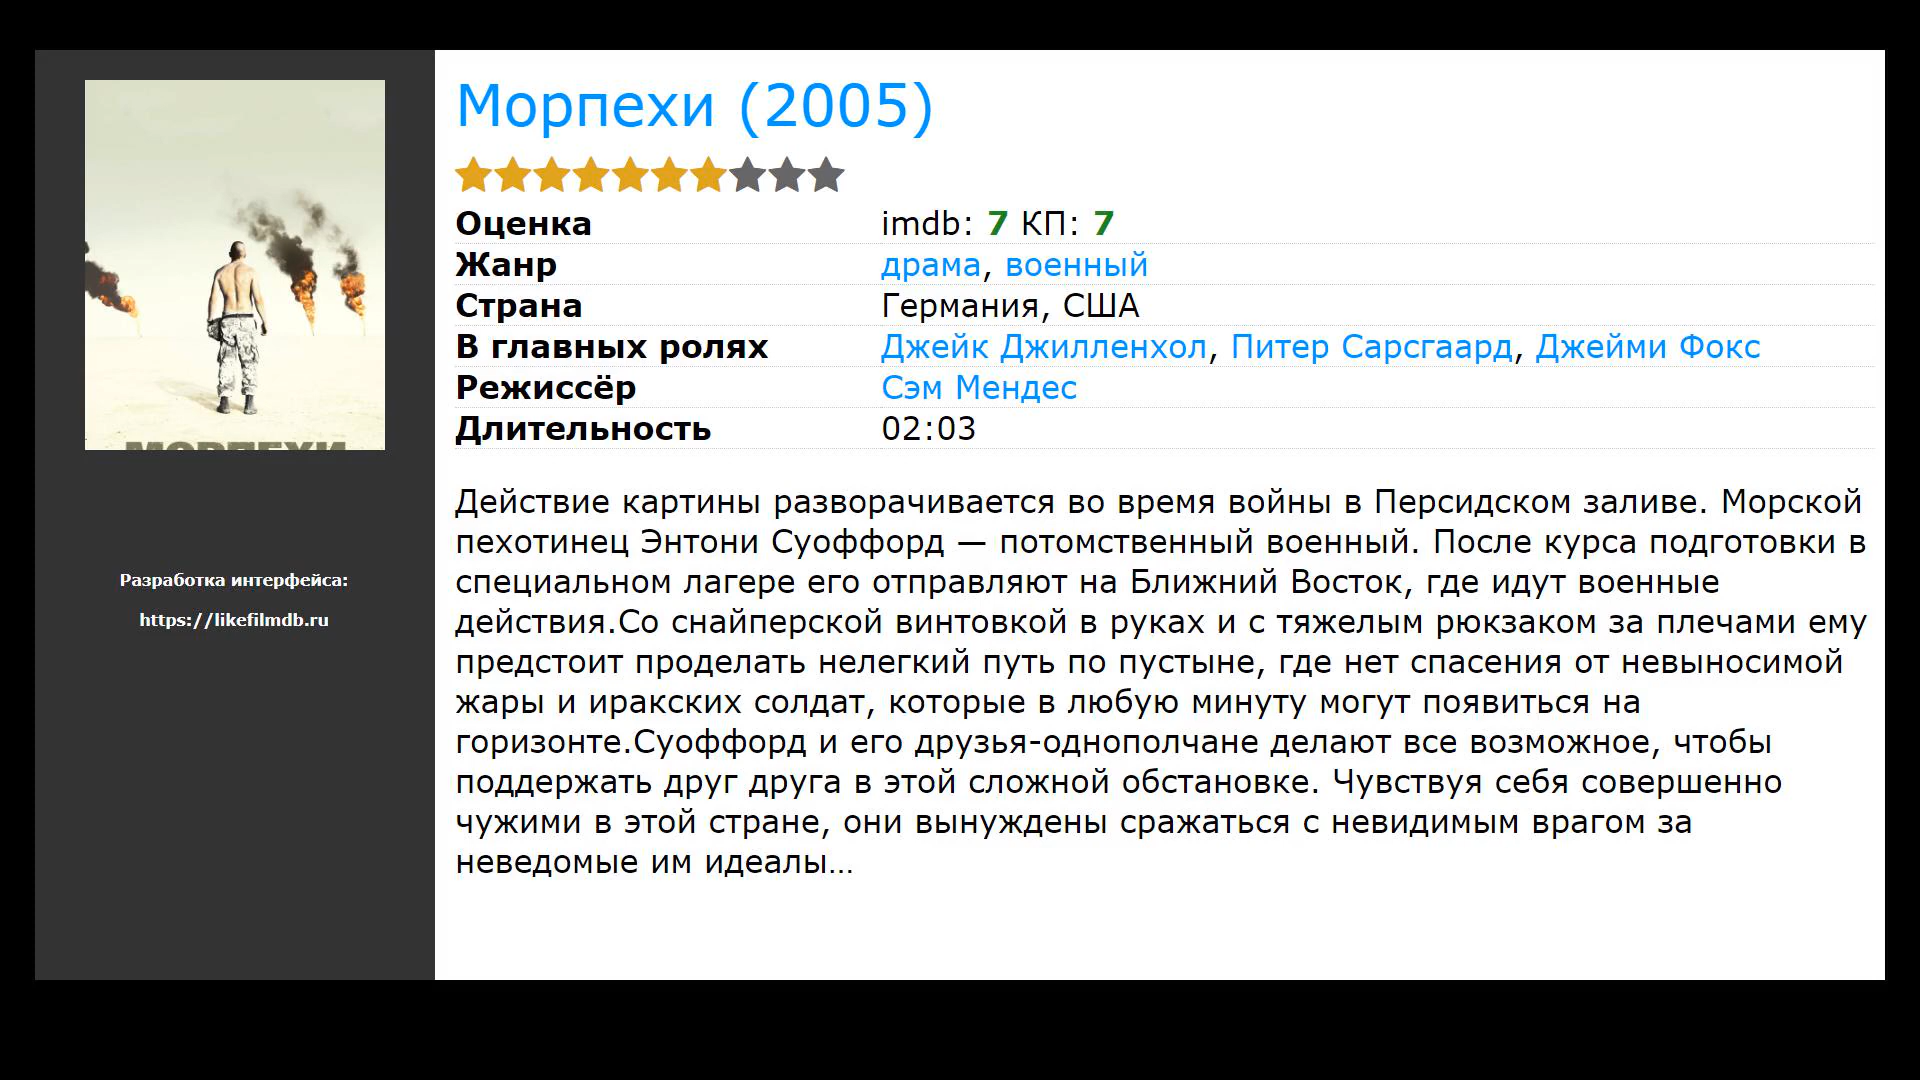 МОРПЕХИ
Разработка интерфейса:
https://likefilmdb.ru
Морпехи (2005)
Оценка imdb: 7 КП: 7
Жанр драма, военный
Страна Германия, США
В главных ролях Джейк Джилленхол, Питер Сарсгаард, Джейми Фокс
Режиссёр Сэм Мендес
Длительность 02:03
Действие картины разворачивается во время войны в Персидском заливе. Морской
пехотинец Энтони Суоффорд — потомственный военный. После курса подготовки в
специальном лагере его отправляют на Ближний Восток, где идут военные
действия.Со снайперской винтовкой в руках и с тяжелым рюкзаком за плечами ему
предстоит проделать нелегкий путь по пустыне, где нет спасения от невыносимой
жары и иракских солдат, которые в любую минуту могут появиться на
горизонте.Суоффорд и его друзья-однополчане делают все возможное, чтобы
поддержать друг друга в этой сложной обстановке. Чувствуя себя совершенно
чужими в этой стране, они вынуждены сражаться с невидимым врагом за
неведомые им идеалы…